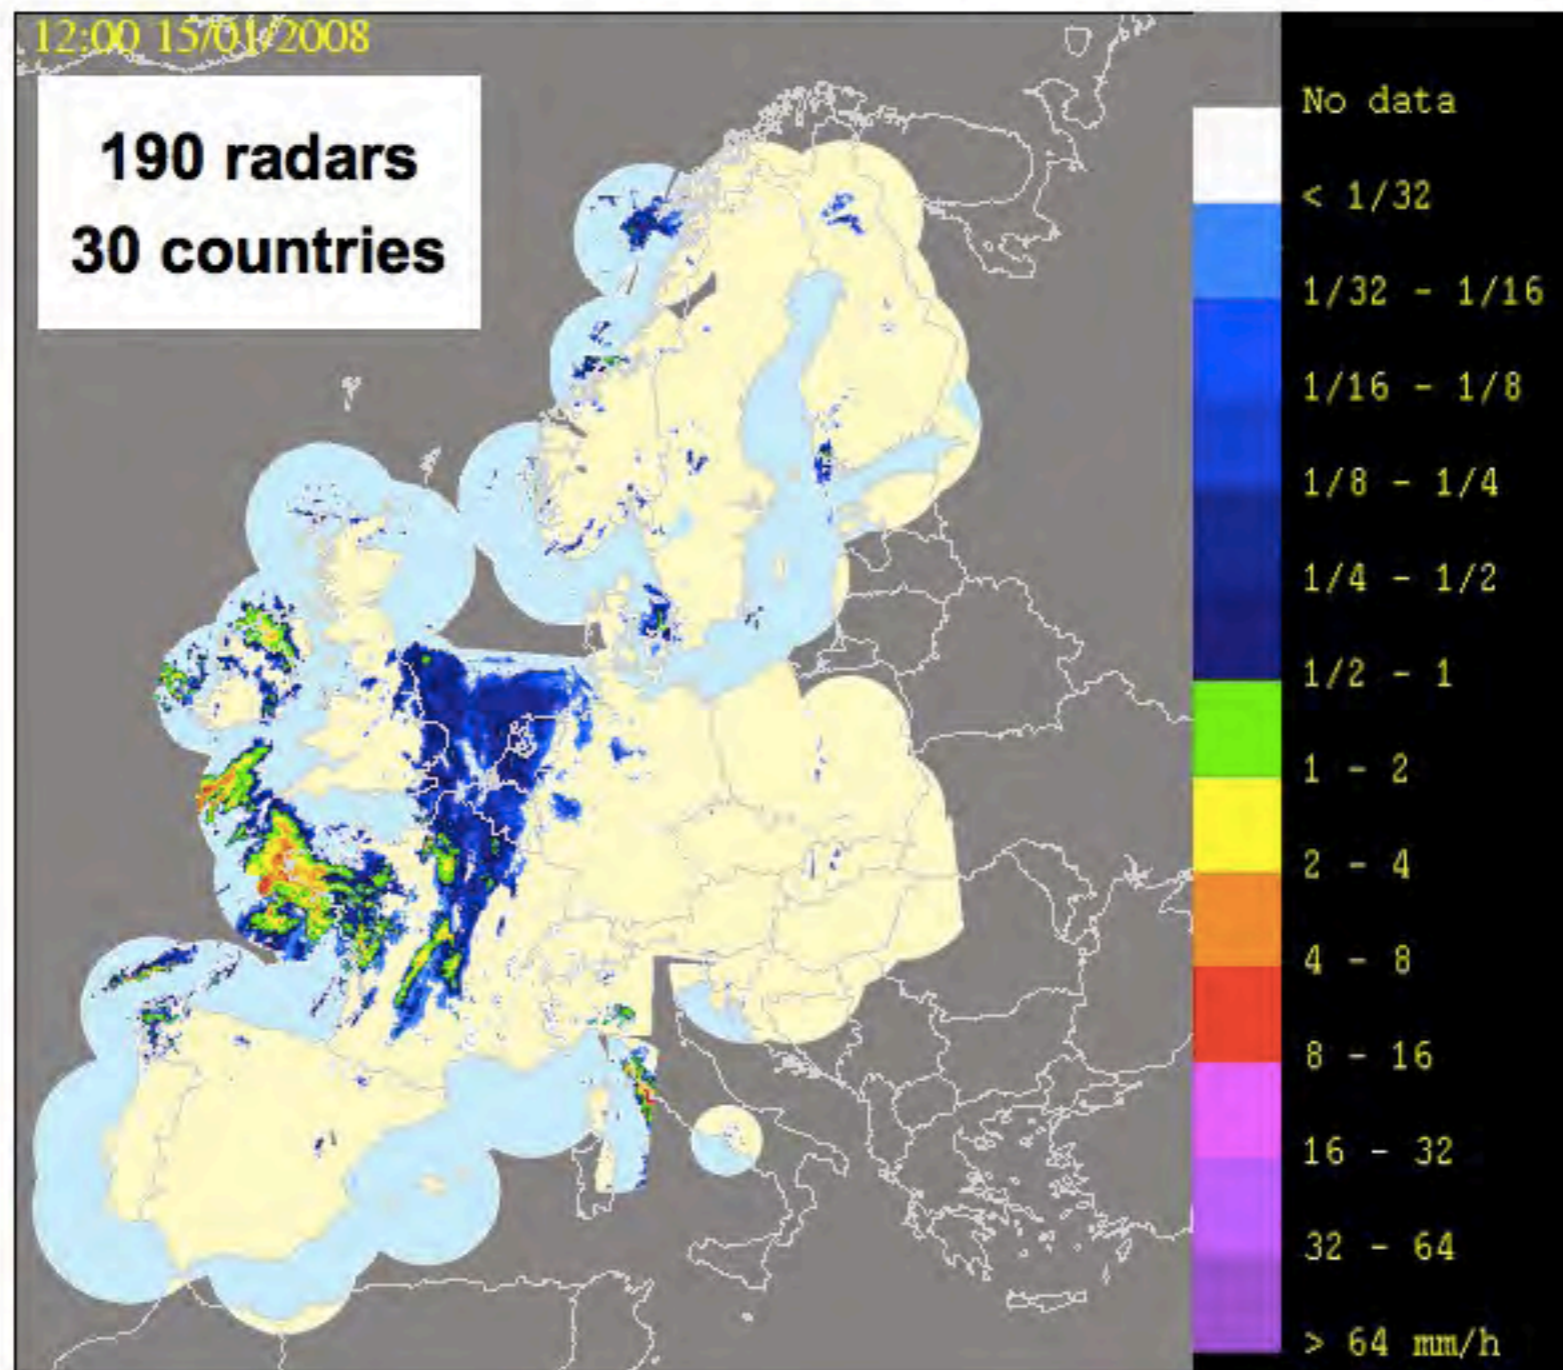 12:00 15/01/2008
190 radars
30 countries
No data
< 1/32
1/32 - 1/16
1/16 - 1/8
1/8 - 1/4
1/4 - 1/2
1/2 - 1
1 - 2
2 - 4
4 - 8
8 - 16
16 - 32
32 - 64
> 64 mm/h